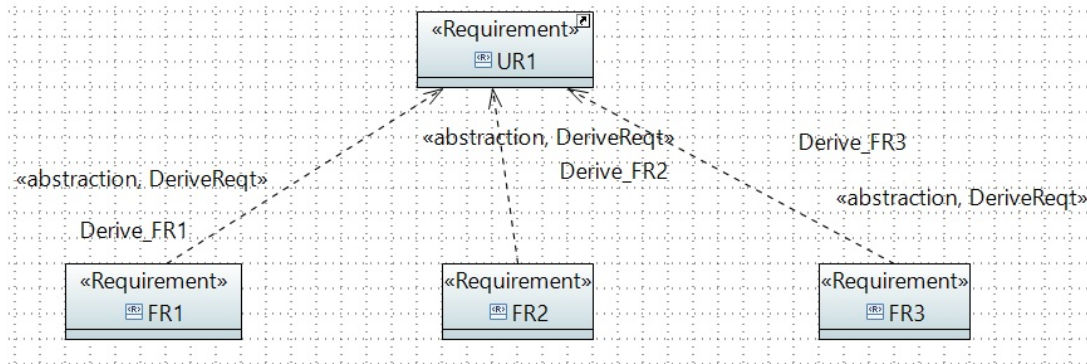 «Requirement»
UR1
«abstraction, DeriveReqt»
Derive_FR3
Derive_FR2
«abstraction, DeriveReqt»
«abstraction, DeriveReqt»
Derive_FR1
«Requirement»
FR1
«Requirement»
FR2
«Requirement»
FR3